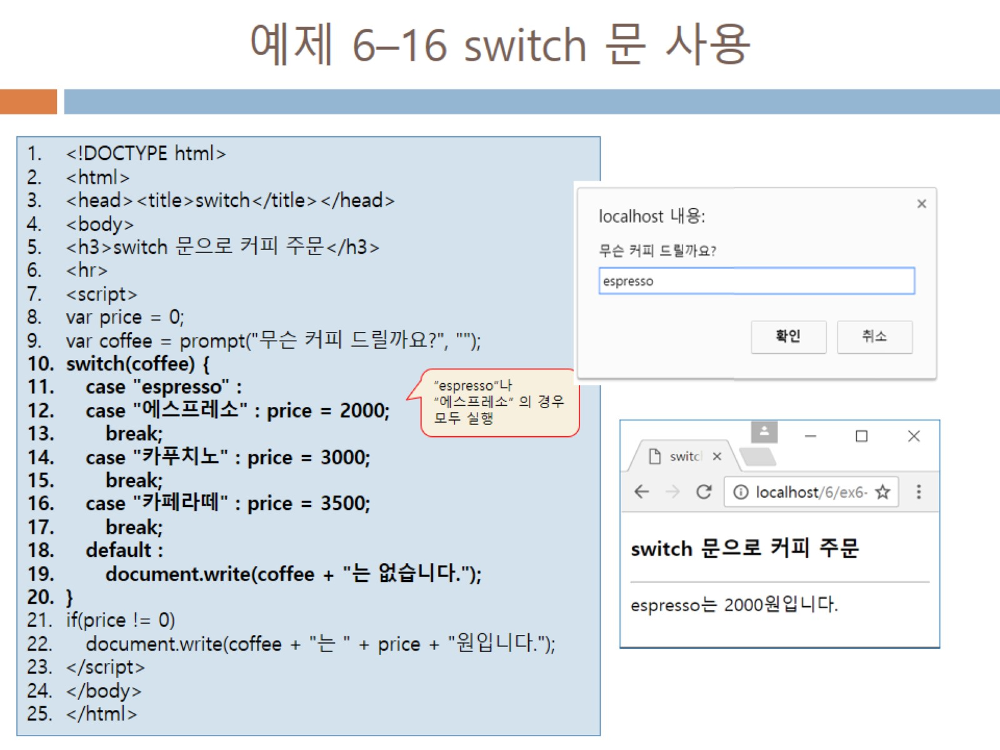 예제 6–16 switch 문 사용
1. <!DOCTYPE html>
2. <html>
3. <head><title>switch</title></head>
4. <body>
5. <h3>switch 문으로 커피 주문</h3>
6. <hr>
7. <script>
8. var price = 0;
9. var coffee = prompt("무슨 커피 드릴까요?", "");
10. switch(coffee) {
11. case "espresso" :
12. case "에스프레소" : price = 2000;
13. break;
14. case "카푸치노" : price = 3000;
15. break;
16. case "카페라떼" : price = 3500;
17. break;
18. default :
19. document.write(coffee + "는 없습니다.");
20. }
21. if(price != 0)
22. document.write(coffee + "는 " + price + "원입니다.");
23. </script>
24. </body>
25. </html>
"espresso"나
"에스프레소" 의 경우
모두 실행
localhost 내용:
무슨 커피 드릴까요?
espresso
확인 취소
switc
localhost/6/ex6-
switch 문으로 커피 주문
espresso는 2000원입니다.